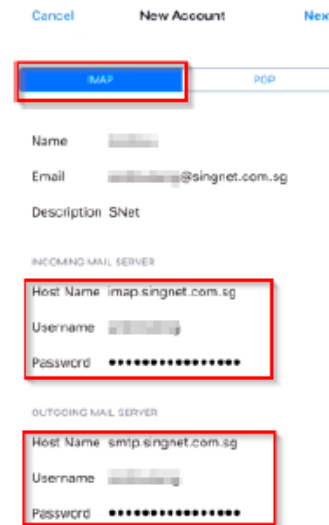 Cancel New Account Nex
IMAP POP
Name
Email @singnet.com.sg
Description SNet
INCOMING MAIL SERVER
Host Name imap.singnet.com.sg
Username
Password ••••••••••••••••
OUTGOING MAIL SERVER
Host Name smtp.singnet.com.sg
Username
Password ••••••••••••••••